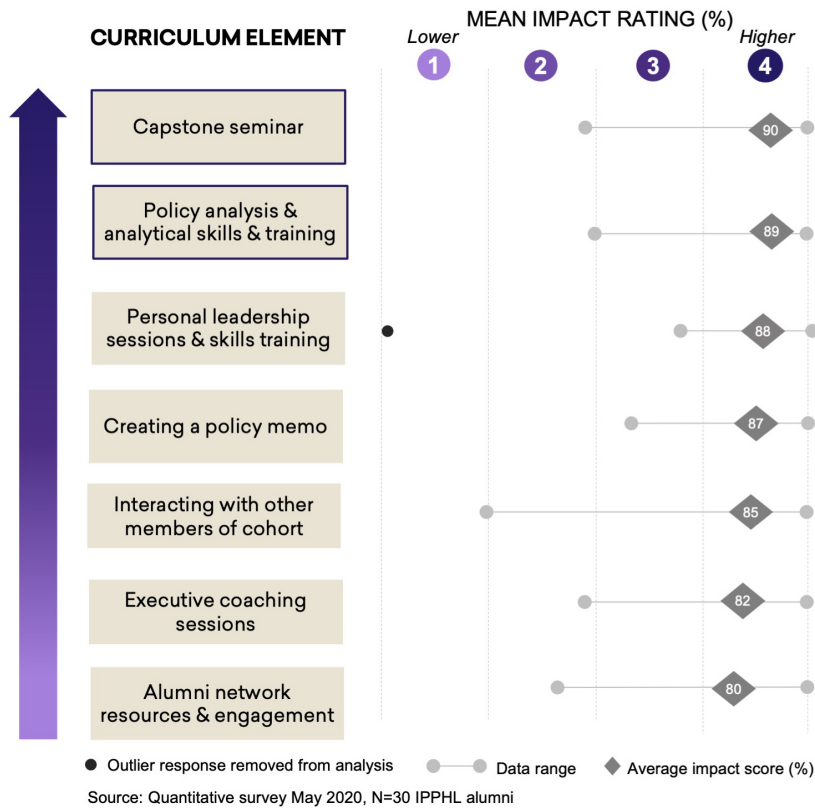 MEAN IMPACT RATING (%)
CURRICULUM ELEMENT
Lower
Higher
1
2
3
4
Capstone seminar
90
Policy analysis &
analytical skills & training
89
Personal leadership
sessions & skills training
88
Creating a policy memo
87
Interacting with other
members of cohort
85
Executive coaching
sessions
82
Alumni network
resources & engagement
80
Outlier response removed from analysis
Data range
Average impact score (%)
Source: Quantitative survey May 2020, N=30 IPPHL alumni